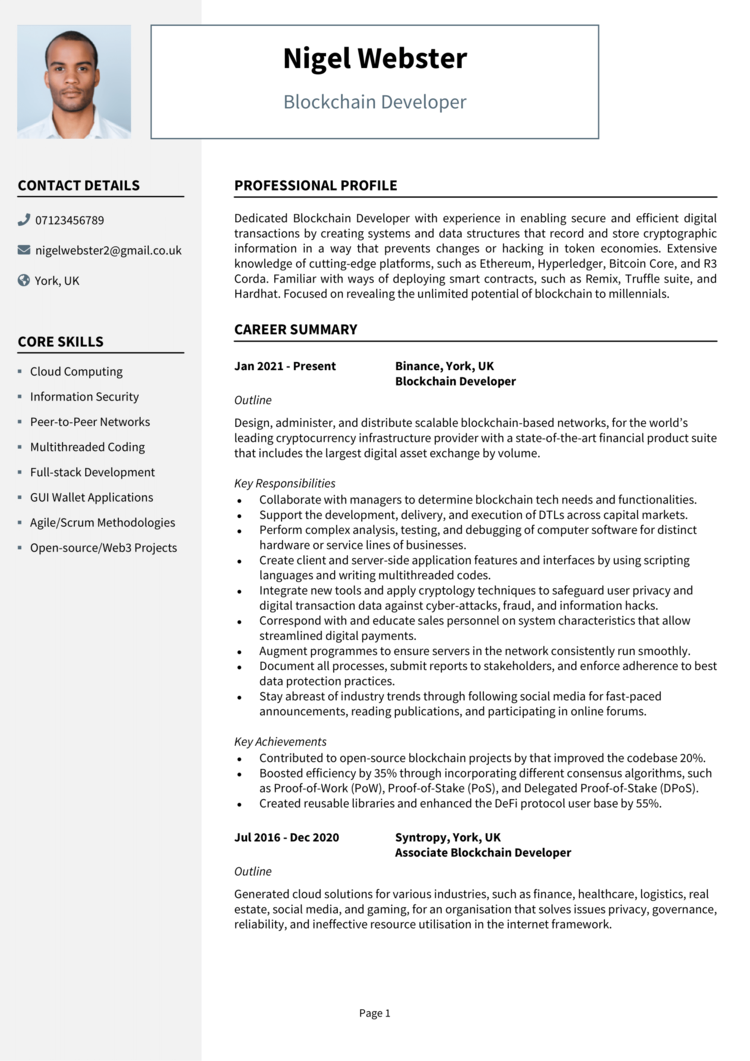 Nigel Webster
Blockchain Developer
CONTACT DETAILS
07123456789
nigelwebster2@gmail.co.uk
York, UK
CORE SKILLS
▪ Cloud Computing
▪ Information Security
▪ Peer-to-Peer Networks
▪ Multithreaded Coding
▪ Full-stack Development
▪ GUI Wallet Applications
▪ Agile/Scrum Methodologies
▪ Open-source/Web3 Projects
PROFESSIONAL PROFILE
Dedicated Blockchain Developer with experience in enabling secure and efficient digital
transactions by creating systems and data structures that record and store cryptographic
information in a way that prevents changes or hacking in token economies. Extensive
knowledge of cutting-edge platforms, such as Ethereum, Hyperledger, Bitcoin Core, and R3
Corda. Familiar with ways of deploying smart contracts, such as Remix, Truffle suite, and
Hardhat. Focused on revealing the unlimited potential of blockchain to millennials.
CAREER SUMMARY
Jan 2021 - Present Binance, York, UK
Blockchain Developer
Outline
Design, administer, and distribute scalable blockchain-based networks, for the world's
leading cryptocurrency infrastructure provider with a state-of-the-art financial product suite
that includes the largest digital asset exchange by volume.
Key Responsibilities
• Collaborate with managers to determine blockchain tech needs and functionalities.
• Support the development, delivery, and execution of DTLs across capital markets.
• Perform complex analysis, testing, and debugging of computer software for distinct
hardware or service lines of businesses.
• Create client and server-side application features and interfaces by using scripting
languages and writing multithreaded codes.
• Integrate new tools and apply cryptology techniques to safeguard user privacy and
digital transaction data against cyber-attacks, fraud, and information hacks.
• Correspond with and educate sales personnel on system characteristics that allow
streamlined digital payments.
• Augment programmes to ensure servers in the network consistently run smoothly.
• Document all processes, submit reports to stakeholders, and enforce adherence to best
data protection practices.
• Stay abreast of industry trends through following social media for fast-paced
announcements, reading publications, and participating in online forums.
Key Achievements
• Contributed to open-source blockchain projects by that improved the codebase 20%.
• Boosted efficiency by 35% through incorporating different consensus algorithms, such
as Proof-of-Work (PoW), Proof-of-Stake (PoS), and Delegated Proof-of-Stake (DPoS).
• Created reusable libraries and enhanced the DeFi protocol user base by 55%.
Jul 2016 - Dec 2020 Syntropy, York, UK
Associate Blockchain Developer
Outline
Generated cloud solutions for various industries, such as finance, healthcare, logistics, real
estate, social media, and gaming, for an organisation that solves issues privacy, governance,
reliability, and ineffective resource utilisation in the internet framework.
Page 1